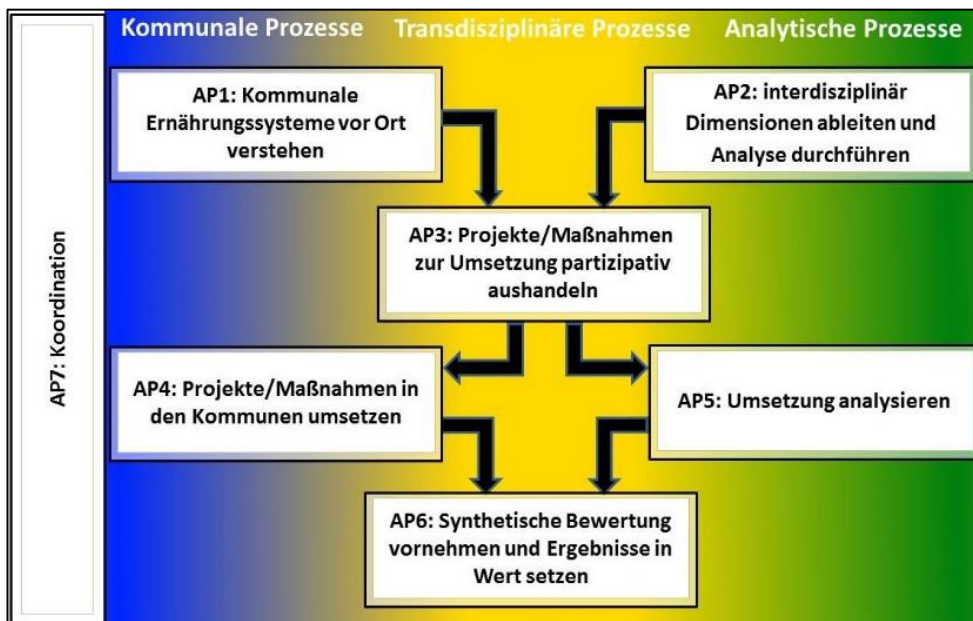 Kommunale Prozesse
Transdisziplinäre Prozesse
Analytische Prozesse
AP1: Kommunale
Ernährungssysteme vor Ort
verstehen
AP2: interdisziplinär
Dimensionen ableiten und
Analyse durchführen
AP3: Projekte/Maßnahmen
zur Umsetzung partizipativ
aushandeln
AP4: Projekte/Maßnahmen in
den Kommunen umsetzen
AP5: Umsetzung analysieren
AP6: Synthetische Bewertung
vornehmen und Ergebnisse in
Wert setzen
AP7: Koordination